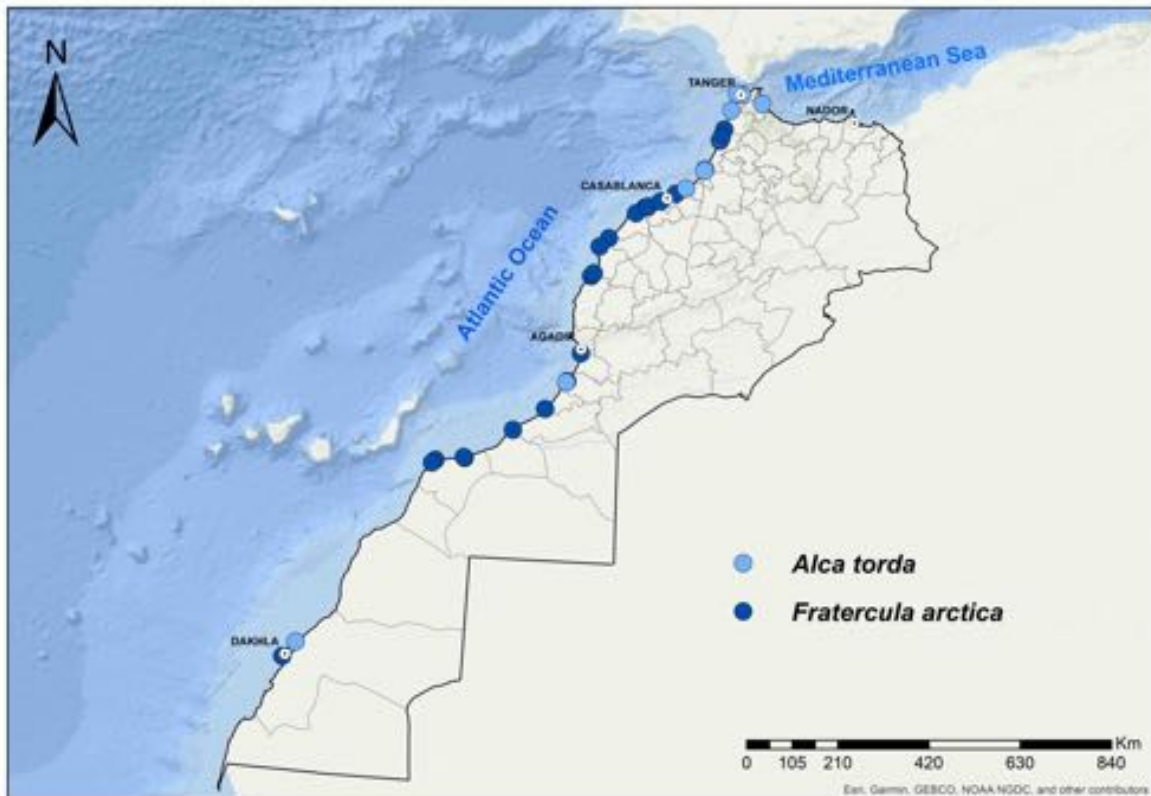 N
TANGER
Mediterranean Sea
NADOR
CASABLANCA
Atlantic Ocean
AGADIR
Alca torda
Fratercula arctica
DAKHLA
Km
0 105 210 420 630 840
Esri, Garmin, GEBCO, NOAA NGDC, and other contributors